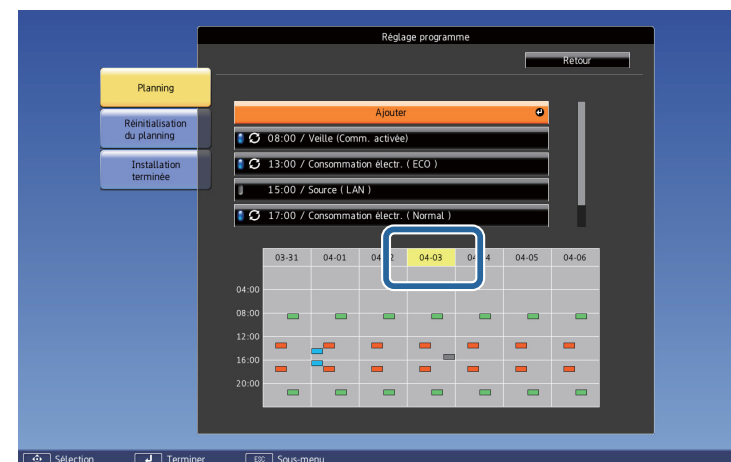 Réglage programme
Retour
Planning
Réinitialisation
du planning
Installation
terminée
Ajouter
08:00 / Veille (Comm. activée)
13:00 / Consommation électr. ( ECO )
15:00 / Source ( LAN )
17:00 / Consommation électr. ( Normal )
03-31 04-01 04-03 04-05 04-06
04:00
08:00
12:00
16:00
20:00
Sélection Terminer ESC Sous-menu